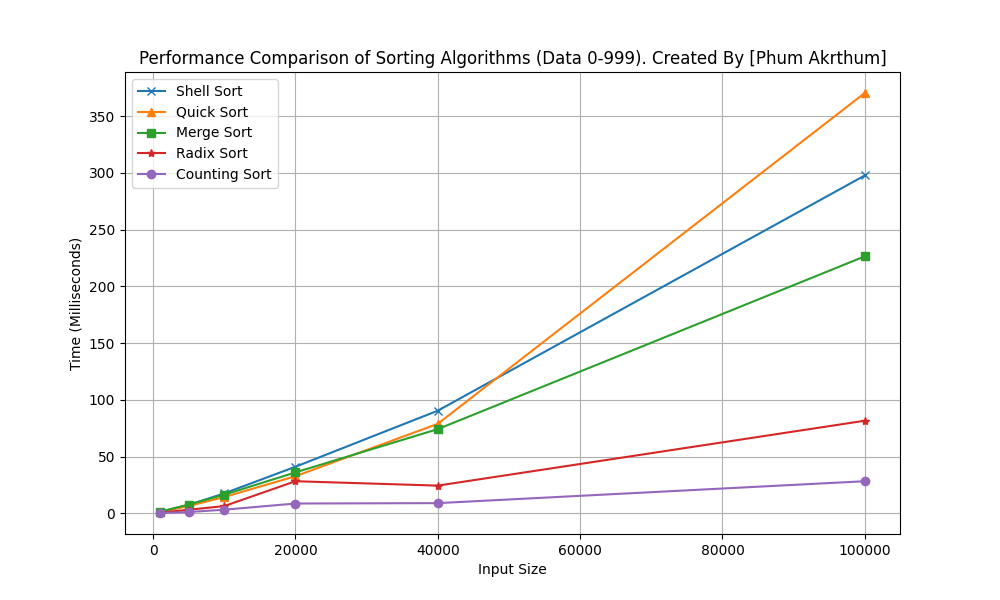 Performance Comparison of Sorting Algorithms (Data 0-999). Created By [Phum Akrthum]
Shell Sort
Quick Sort
Merge Sort
Radix Sort
Counting Sort
Time (Milliseconds)
350
300
250
200
150
100
50
0
0 20000 40000 60000 80000 100000
Input Size